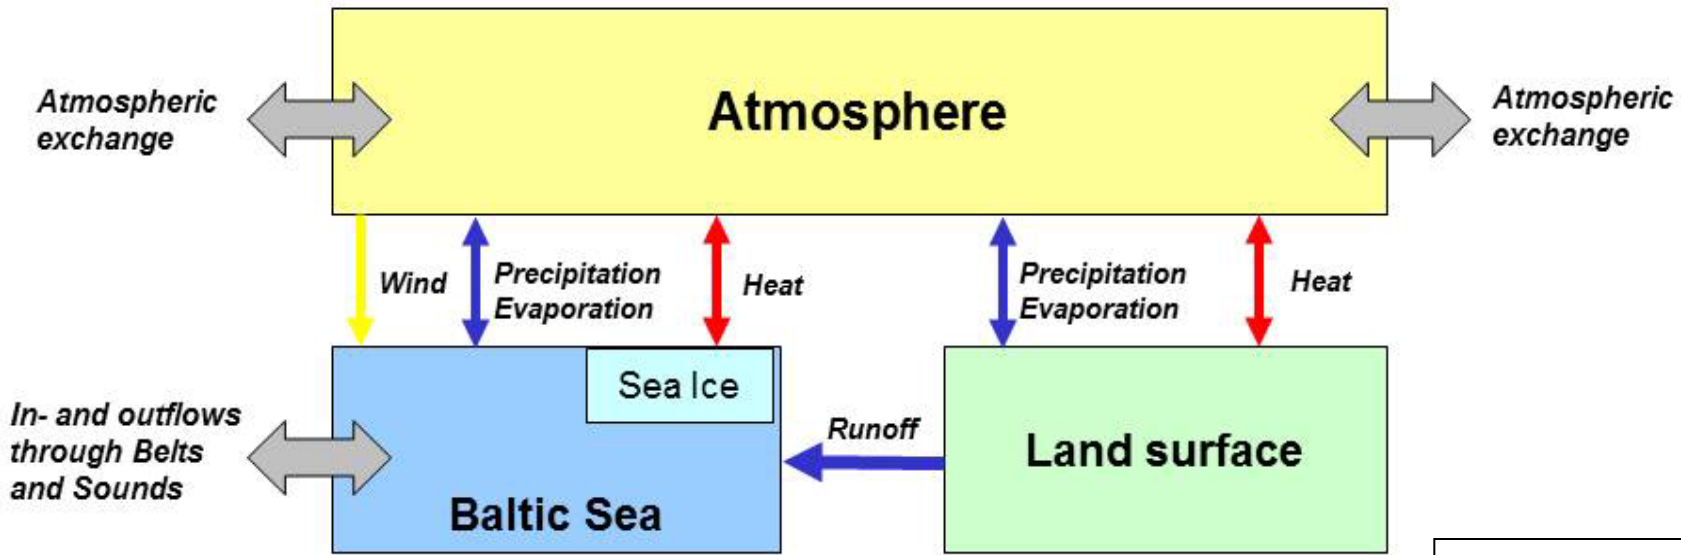 Atmospheric
exchange
Atmosphere
Atmospheric
exchange
Wind
Precipitation
Evaporation
Heat
Precipitation
Evaporation
Heat
In- and outflows
through Belts
and Sounds
Sea Ice
Baltic Sea
Runoff
Land surface